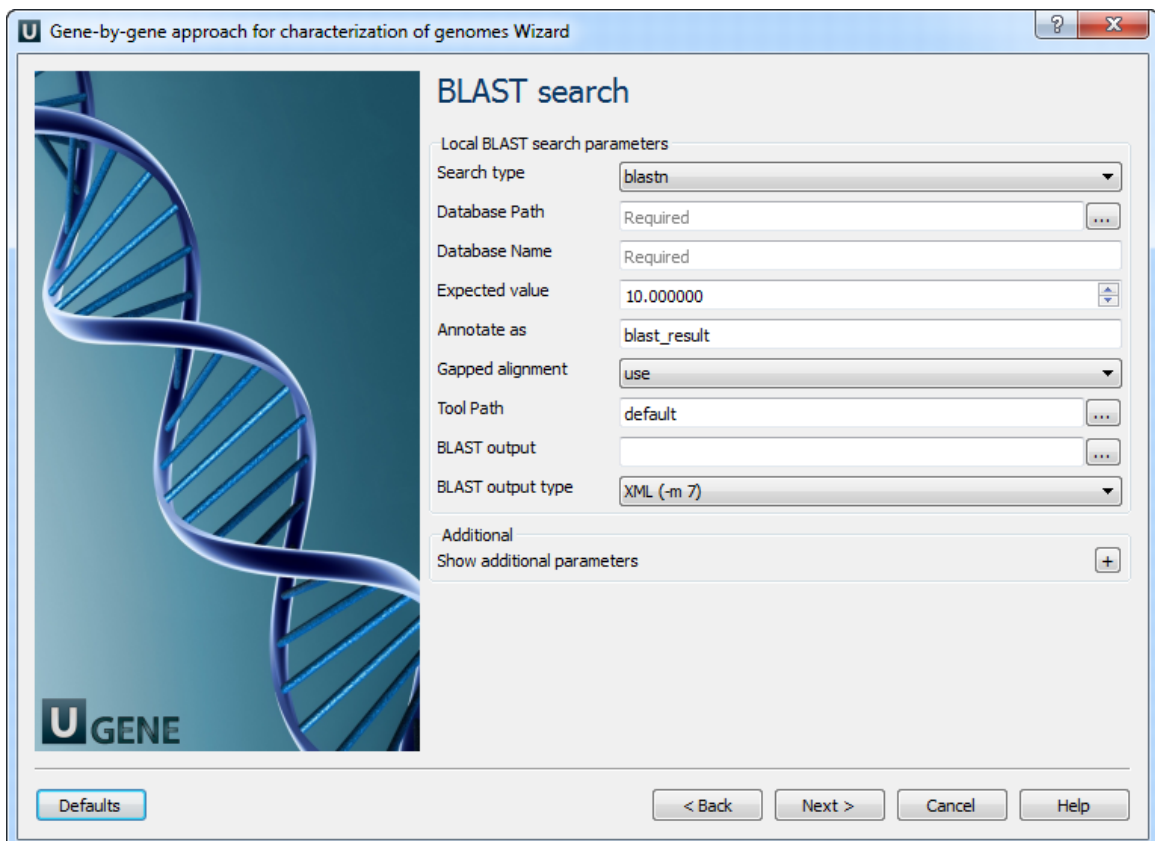 U Gene-by-gene approach for characterization of genomes Wizard ? X
BLAST search
Local BLAST search parameters
Search type blastn
Database Path Required ...
Database Name Required
Expected value 10.000000
Annotate as blast_result
Gapped alignment use
Tool Path default ...
BLAST output ...
BLAST output type XML (-m 7)
Additional
Show additional parameters +
U GENE
Defaults < Back Next > Cancel Help